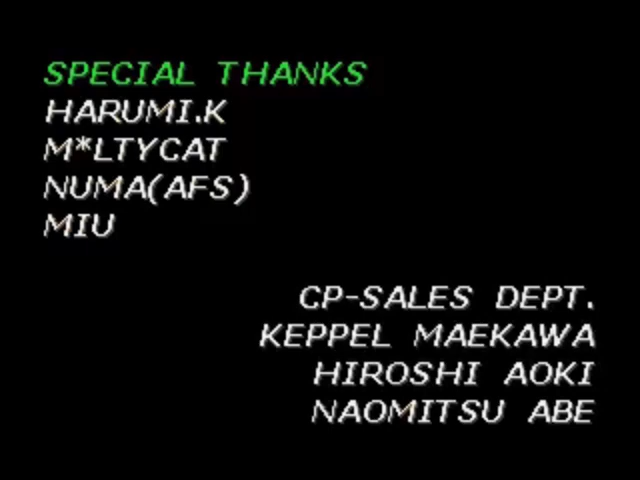 SPECIAL THANKS
HARUMI.K
M*LTYCAT
NUMA(AFS)
MIU
CP-SALES DEPT.
KEPPEL MAEKAWA
HIROSHI AOKI
NAOMITSU ABE